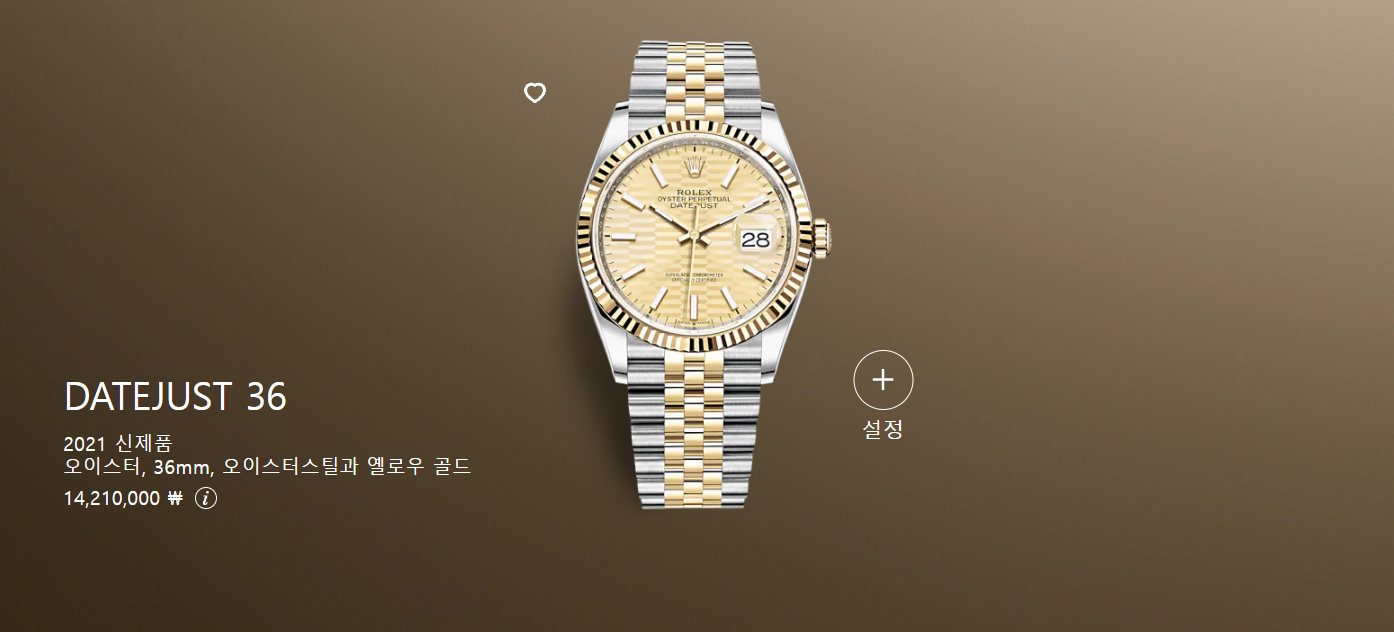 ROLEX
OYSTER PERPETUAL
DATEJUST
28
SUPERLATIVE CHRONOMETER
OFFICIALLY CERTIFIED
DATEJUST 36
2021 신제품
오이스터, 36mm, 오이스터스틸과 옐로우 골드
14,210,000 ₩ i
설정